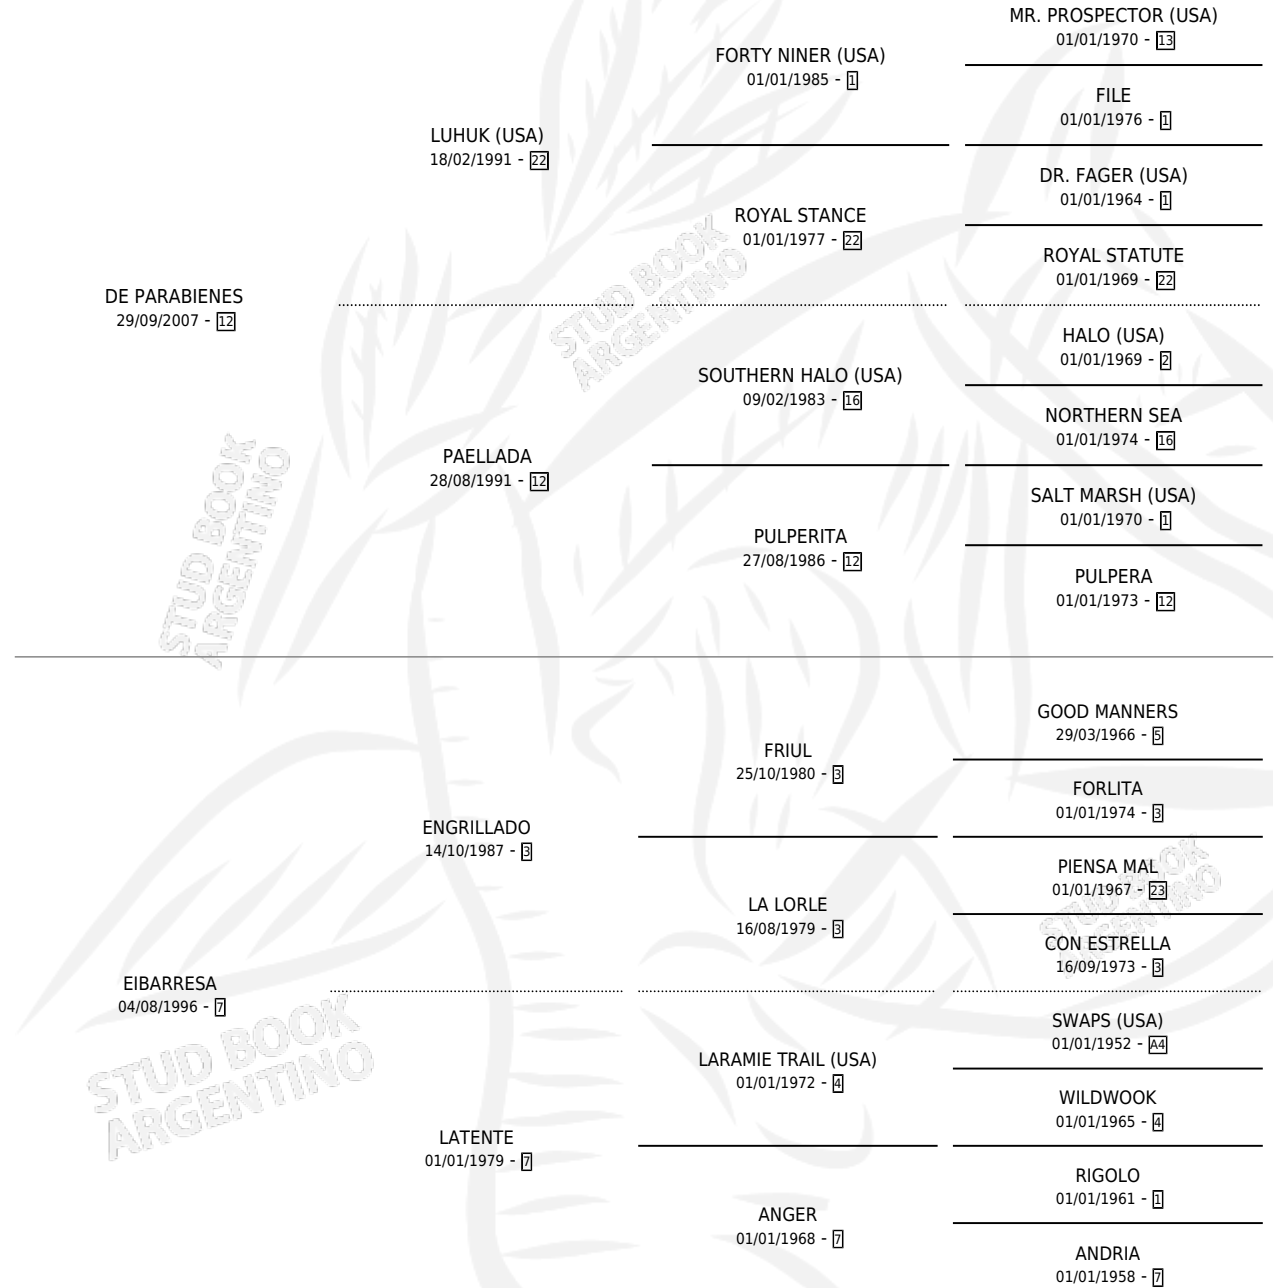 MR. PROSPECTOR (USA)
01/01/1970 - 13
FORTY NINER (USA)
01/01/1985 - 1
FILE
01/01/1976 - 1
LUHUK (USA)
18/02/1991 - 22
DR. FAGER (USA)
01/01/1964 - 1
ROYAL STANCE
01/01/1977 - 22
ROYAL STATUTE
01/01/1969 - 22
DE PARABIENES
29/09/2007 - 12
HALO (USA)
01/01/1969 - 2
SOUTHERN HALO (USA)
09/02/1983 - 16
NORTHERN SEA
01/01/1974 - 16
PAELLADA
28/08/1991 - 12
SALT MARSH (USA)
01/01/1970 - 1
PULPERITA
27/08/1986 - 12
PULPERA
01/01/1973 - 12
GOOD MANNERS
29/03/1966 - 5
FRIUL
25/10/1980 - 3
FORLITA
01/01/1974 - 3
ENGRILLADO
14/10/1987 - 3
PIENSA MAL
01/01/1967 - 23
LA LORLE
16/08/1979 - 3
CON ESTRELLA
16/09/1973 - 3
EIBARRESA
04/08/1996 - 7
SWAPS (USA)
01/01/1952 - A4
LARAMIE TRAIL (USA)
01/01/1972 - 4
WILDWOOK
01/01/1965 - 4
LATENTE
01/01/1979 - 7
RIGOLO
01/01/1961 - 1
ANGER
01/01/1968 - 7
ANDRIA
01/01/1958 - 7
STUD BOOK
ARGENTINO
STUD BOOK
ARGENTINO
STUD BOOK
ARGENTINO
STUD BOOK
ARGENTINO